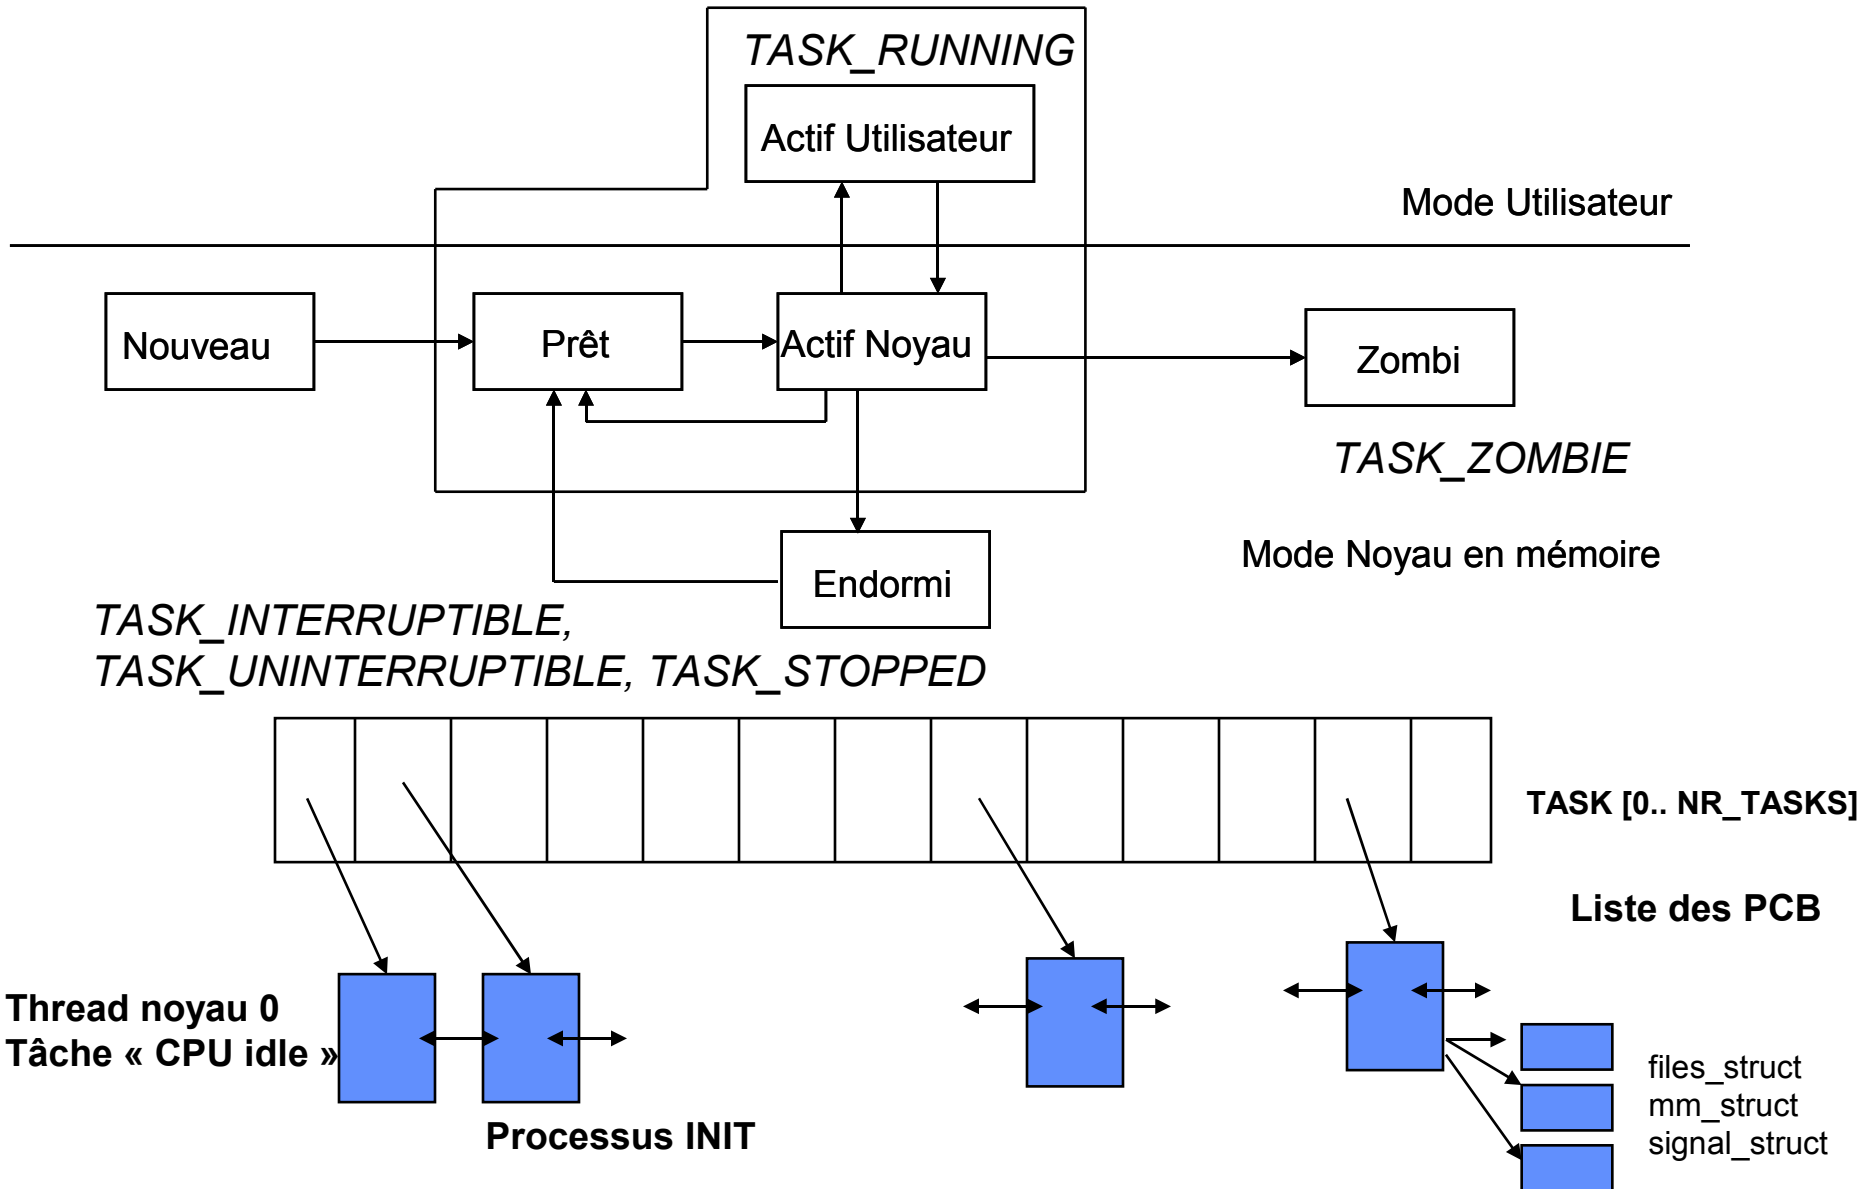 TASK_RUNNING
Actif Utilisateur
Mode Utilisateur
Nouveau
Prêt
Actif Noyau
Zombi
TASK_ZOMBIE
Mode Noyau en mémoire
Endormi
TASK_INTERRUPTIBLE,
TASK_UNINTERRUPTIBLE, TASK_STOPPED
TASK [0.. NR_TASKS]
Liste des PCB
Thread noyau 0
Tâche « CPU idle »
Processus INIT
files_struct
mm_struct
signal_struct